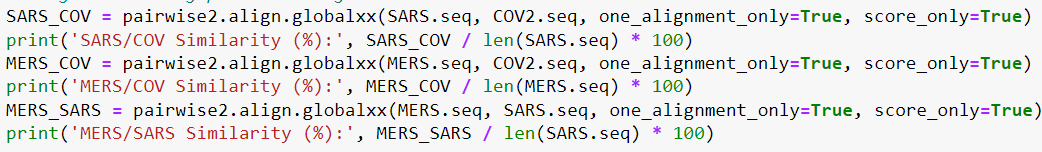 SARS_COV = pairwise2.align.globalxx(SARS.seq, COV2.seq, one_alignment_only=True, score_only=True)
print('SARS/COV Similarity (%):', SARS_COV / len(SARS.seq) * 100)
MERS_COV = pairwise2.align.globalxx(MERS.seq, COV2.seq, one_alignment_only=True, score_only=True)
print('MERS/COV Similarity (%):', MERS_COV / len(MERS.seq) * 100)
MERS_SARS = pairwise2.align.globalxx(MERS.seq, SARS.seq, one_alignment_only=True, score_only=True)
print('MERS/SARS Similarity (%):', MERS_SARS / len(SARS.seq) * 100)